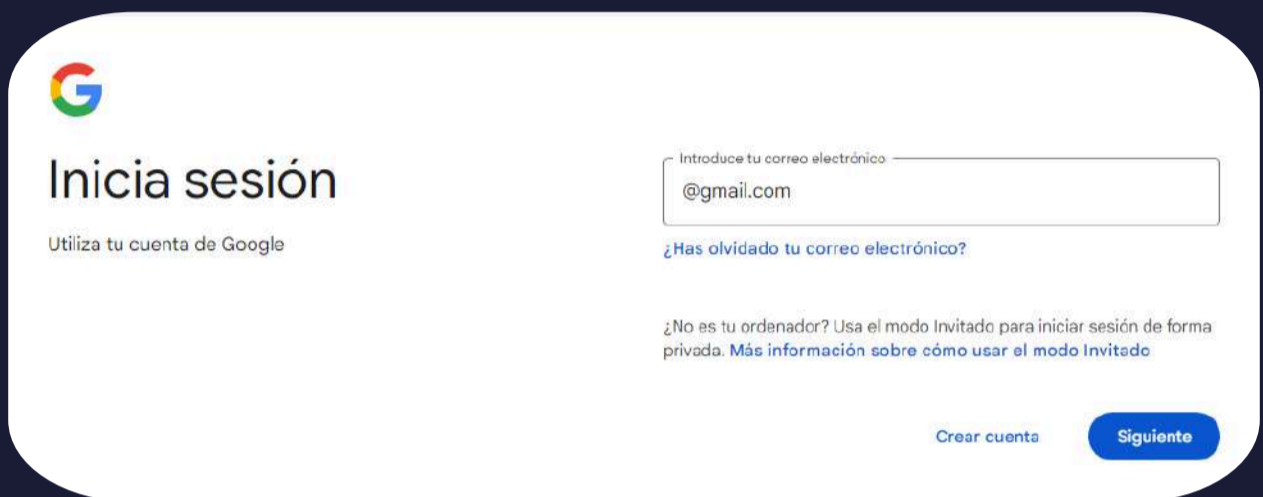 Inicia sesión
Utiliza tu cuenta de Google
Introduce tu correo electrónico
@gmail.com
¿Has olvidado tu correo electrónico?
¿No es tu ordenador? Usa el modo Invitado para iniciar sesión de forma
privada. Más información sobre cómo usar el modo Invitado
Crear cuenta
Siguiente